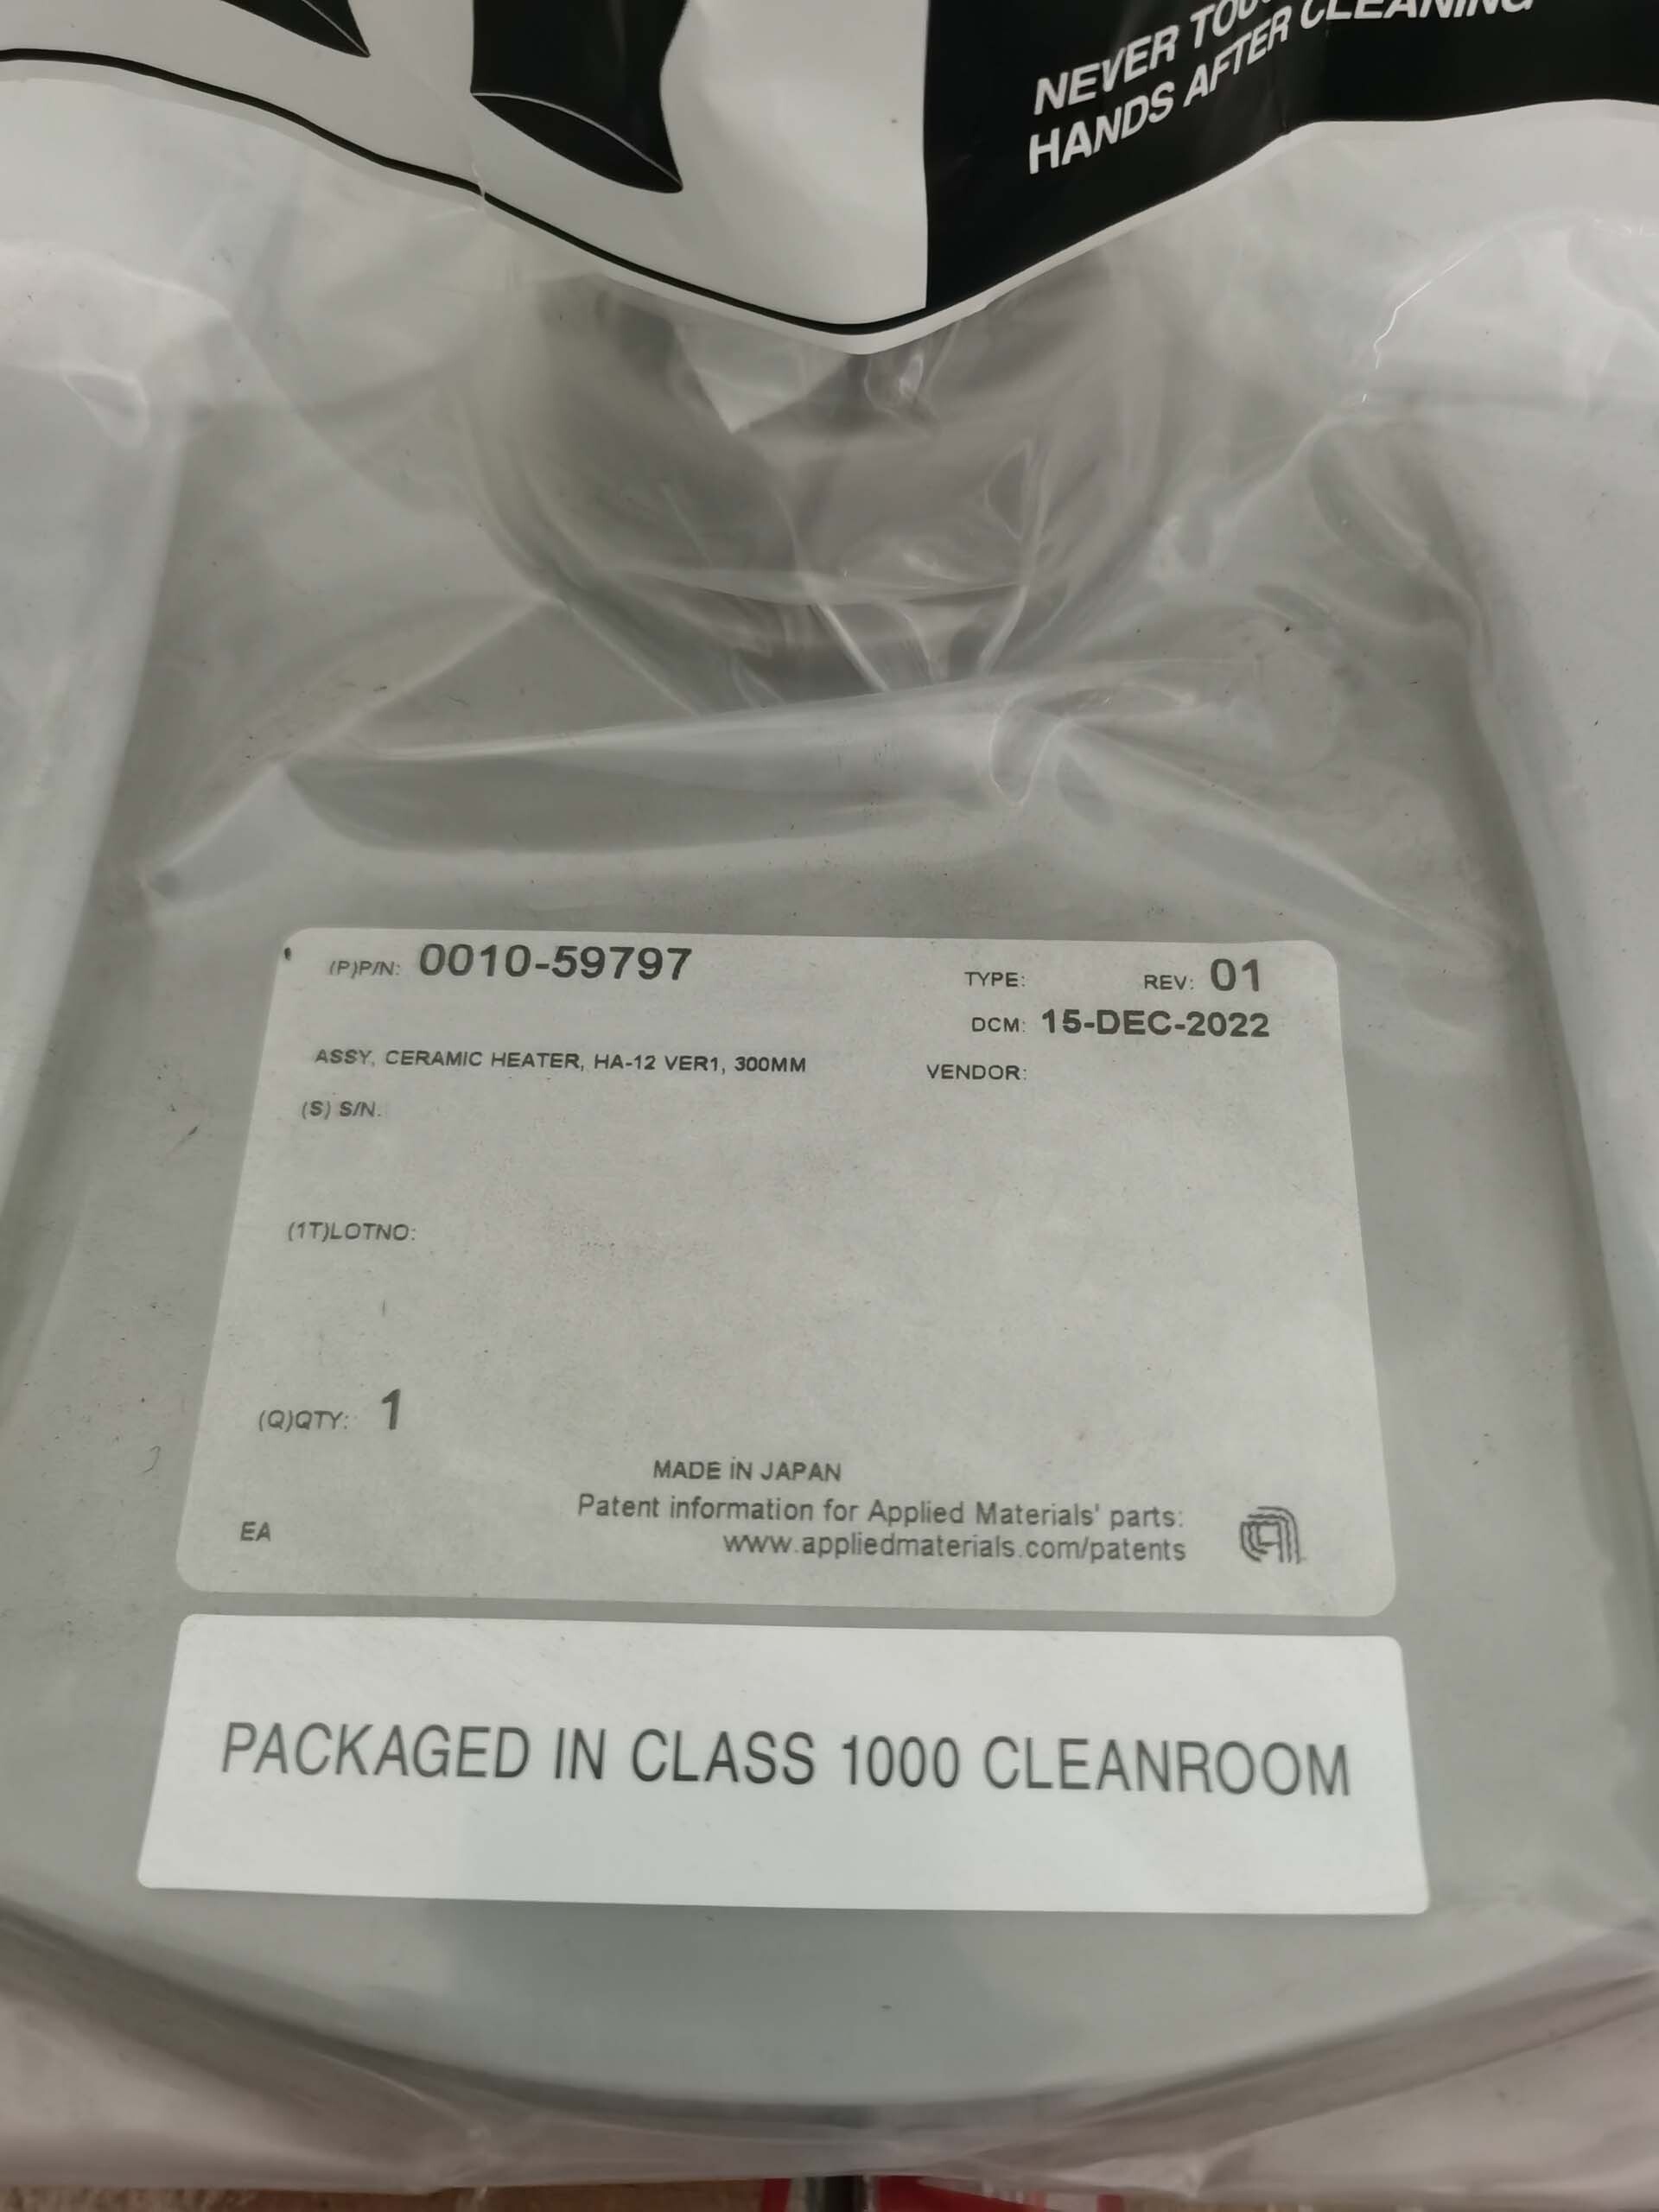 NEVER
HANDS AFTER CLEANING
(P)P/N: 0010-59797
TYPE: REV: 01
DCM: 15-DEC-2022
ASSY, CERAMIC HEATER, HA-12 VER1, 300MM
VENDOR:
(S) S/N.
(1T)LOTNO:
(Q)QTY: 1
MADE IN JAPAN
Patent information for Applied Materials' parts:
EA
www.appliedmaterials.com/patents
PACKAGED IN CLASS 1000 CLEANROOM